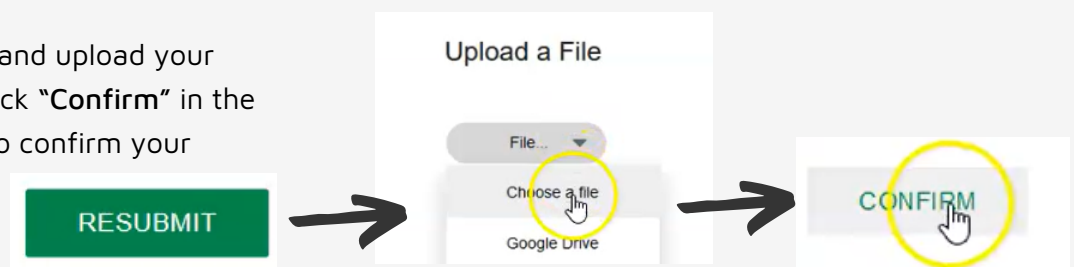 and upload your
ck “Confirm” in the
o confirm your
RESUBMIT
Upload a File
File...
Choose a file
Google Drive
CONFIRM